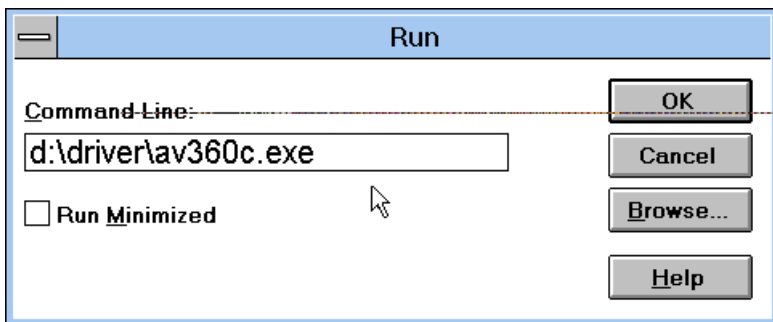 Run
Command Line:
OK
d:\driver\av360c.exe
Cancel
Run Minimized
Browse...
Help